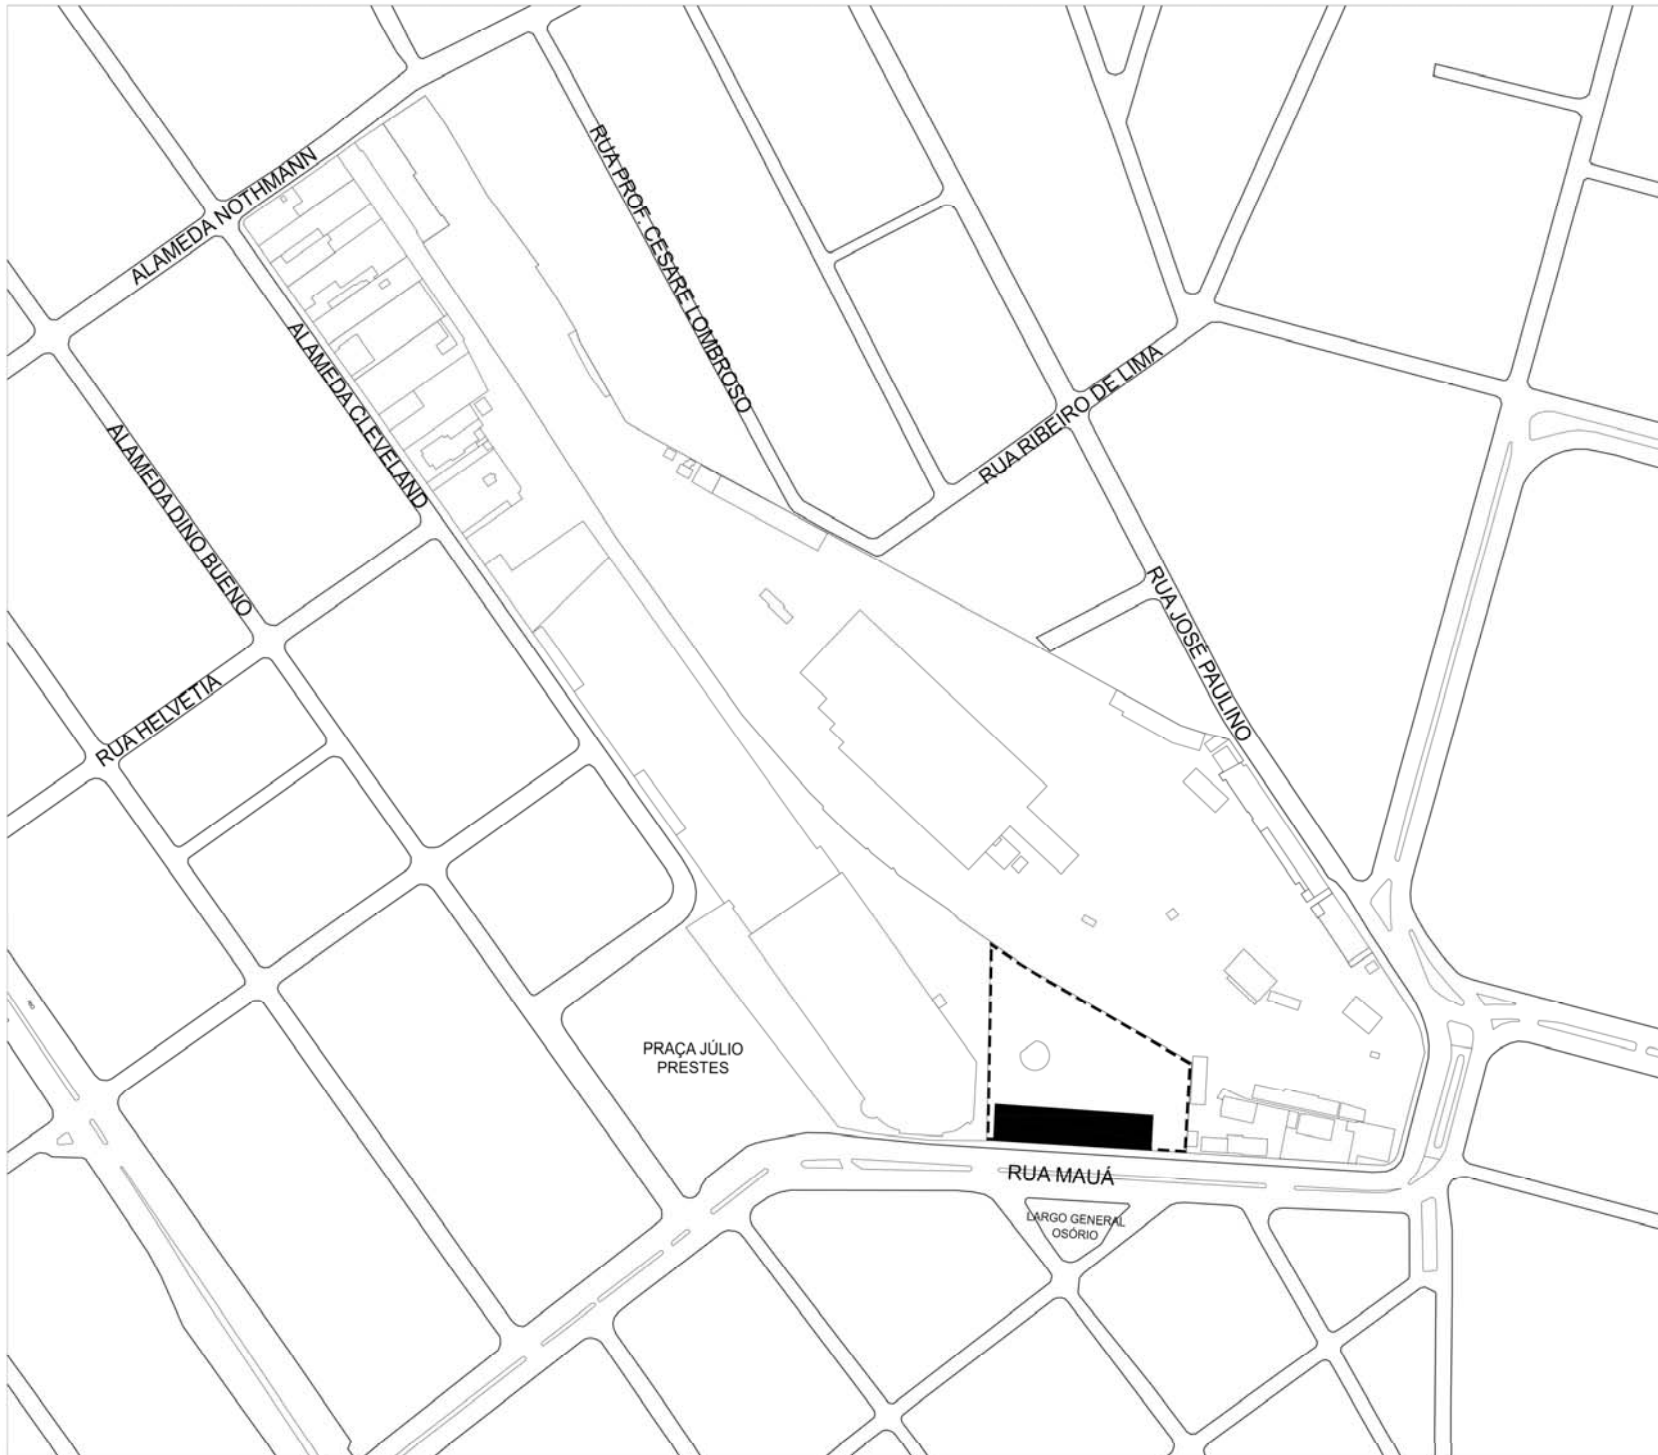 ALAMEDA NOTHMANN
RUA PROF. CESARE LOMBROSO
ALAMEDA CLEVELAND
RUA RIBEIRO DE LIMA
ALAMEDA DINO BUENO
RUA JOSÉ PAULINO
RUA HELVETIA
PRAÇA JÚLIO
PRESTES
RUA MAUÁ
LARGO GENERAL
OSÓRIO